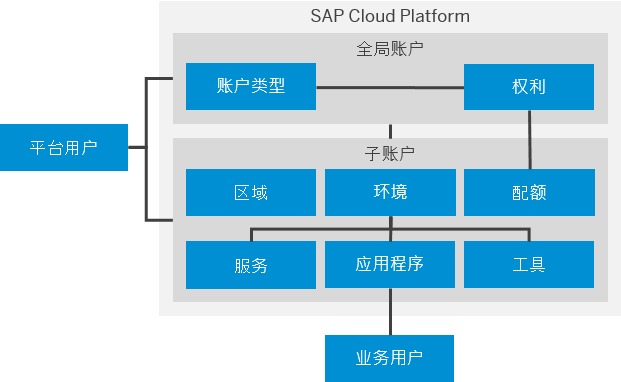 SAP Cloud Platform
全局账户
账户类型
权利
平台用户
子账户
区域
环境
配额
服务
应用程序
工具
业务用户